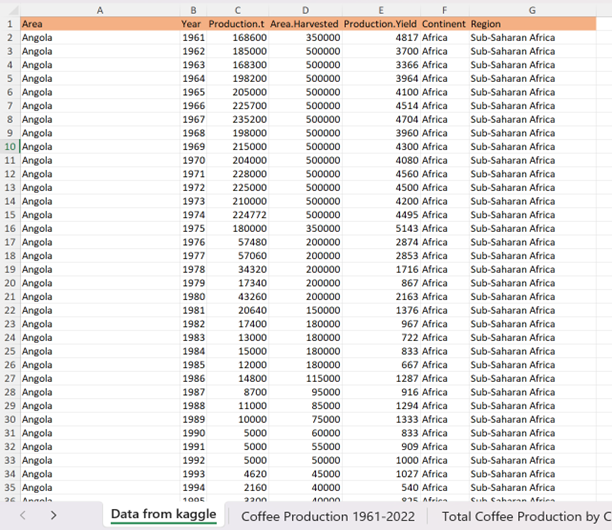 A B C D E F G
1 Area Year Production.t Area.Harvested Production.Yield Continent Region
2 Angola 1961 168600 350000 4817 Africa Sub-Saharan Africa
3 Angola 1962 185000 500000 3700 Africa Sub-Saharan Africa
4 Angola 1963 168300 500000 3366 Africa Sub-Saharan Africa
5 Angola 1964 198200 500000 3964 Africa Sub-Saharan Africa
6 Angola 1965 205000 500000 4100 Africa Sub-Saharan Africa
7 Angola 1966 225700 500000 4514 Africa Sub-Saharan Africa
8 Angola 1967 235200 500000 4704 Africa Sub-Saharan Africa
9 Angola 1968 198000 500000 3960 Africa Sub-Saharan Africa
10 Angola 1969 215000 500000 4300 Africa Sub-Saharan Africa
11 Angola 1970 204000 500000 4080 Africa Sub-Saharan Africa
12 Angola 1971 228000 500000 4560 Africa Sub-Saharan Africa
13 Angola 1972 225000 500000 4500 Africa Sub-Saharan Africa
14 Angola 1973 210000 500000 4200 Africa Sub-Saharan Africa
15 Angola 1974 224772 500000 4495 Africa Sub-Saharan Africa
16 Angola 1975 180000 350000 5143 Africa Sub-Saharan Africa
17 Angola 1976 57480 200000 2874 Africa Sub-Saharan Africa
18 Angola 1977 57060 200000 2853 Africa Sub-Saharan Africa
19 Angola 1978 34320 200000 1716 Africa Sub-Saharan Africa
20 Angola 1979 17340 200000 867 Africa Sub-Saharan Africa
21 Angola 1980 43260 200000 2163 Africa Sub-Saharan Africa
22 Angola 1981 20640 150000 1376 Africa Sub-Saharan Africa
23 Angola 1982 17400 180000 967 Africa Sub-Saharan Africa
24 Angola 1983 13000 180000 722 Africa Sub-Saharan Africa
25 Angola 1984 15000 180000 833 Africa Sub-Saharan Africa
26 Angola 1985 12000 180000 667 Africa Sub-Saharan Africa
27 Angola 1986 14800 115000 1287 Africa Sub-Saharan Africa
28 Angola 1987 8700 95000 916 Africa Sub-Saharan Africa
29 Angola 1988 11000 85000 1294 Africa Sub-Saharan Africa
30 Angola 1989 10000 75000 1333 Africa Sub-Saharan Africa
31 Angola 1990 5000 60000 833 Africa Sub-Saharan Africa
32 Angola 1991 5000 55000 909 Africa Sub-Saharan Africa
33 Angola 1992 5000 50000 1000 Africa Sub-Saharan Africa
34 Angola 1993 4620 45000 1027 Africa Sub-Saharan Africa
35 Angola 1994 2160 40000 540 Africa Sub-Saharan Africa
36 Angola 1995 3300 40000 825 Africa Sub-Saharan Africa
Data from kaggle Coffee Production 1961-2022 Total Coffee Production by C